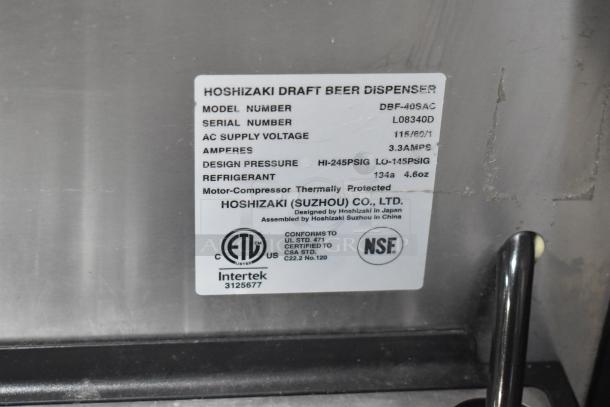 HOSHIZAKI DRAFT BEER DISPENSER
MODEL NUMBER DBF-40SAC
SERIAL NUMBER L08340D
AC SUPPLY VOLTAGE 115/60/1
AMPERES 3.3AMPS
DESIGN PRESSURE HI-245PSIG LO-145PSIG
REFRIGERANT 134a 4.6oz
Motor-Compressor Thermally Protected
HOSHIZAKI (SUZHOU) CO., LTD.
Designed by Hoshizaki in Japan
Assembled by Hoshizaki Suzhou in China
C ETL US
LISTED
CONFORMS TO
UL STD. 471
CERTIFIED TO
CSA STD.
C22.2 No.120
NSF
Intertek
3125677